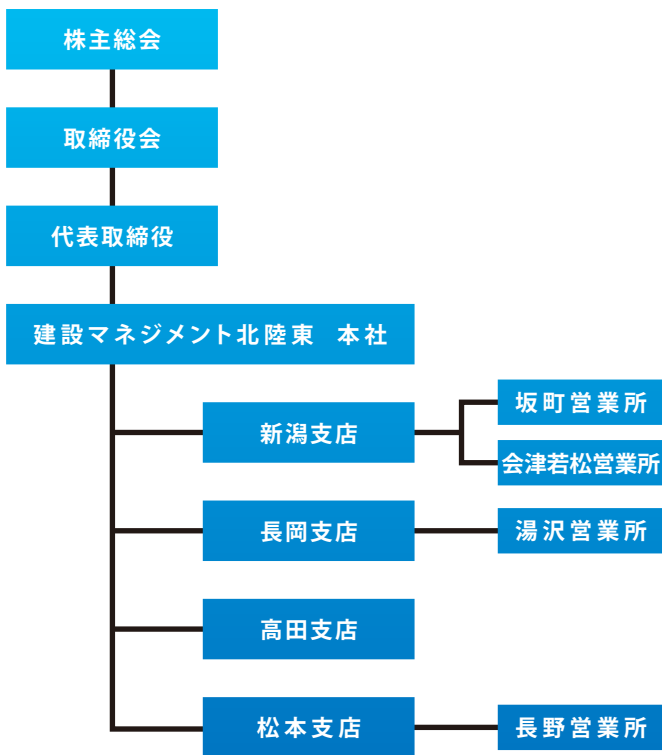 株主総会
取締役会
代表取締役
建設マネジメント北陸東　本社
新潟支店
坂町営業所
会津若松営業所
長岡支店
湯沢営業所
高田支店
松本支店
長野営業所